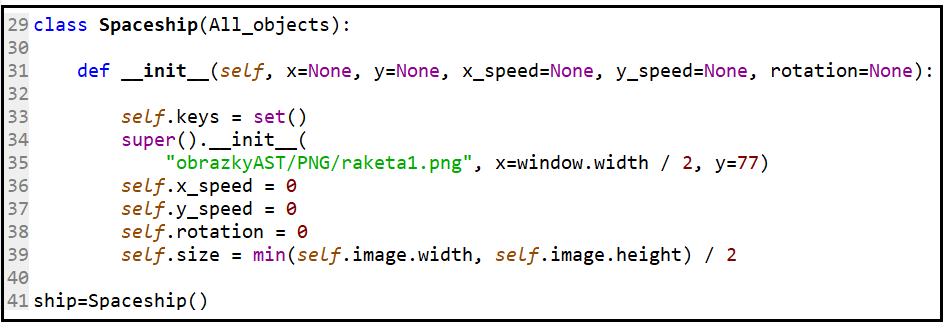 29 class Spaceship(All_objects):
30
31     def __init__(self, x=None, y=None, x_speed=None, y_speed=None, rotation=None):
32
33         self.keys = set()
34         super().__init__(
35             "obrazkyAST/PNG/raketa1.png", x=window.width / 2, y=77)
36         self.x_speed = 0
37         self.y_speed = 0
38         self.rotation = 0
39         self.size = min(self.image.width, self.image.height) / 2
40
41 ship=Spaceship()